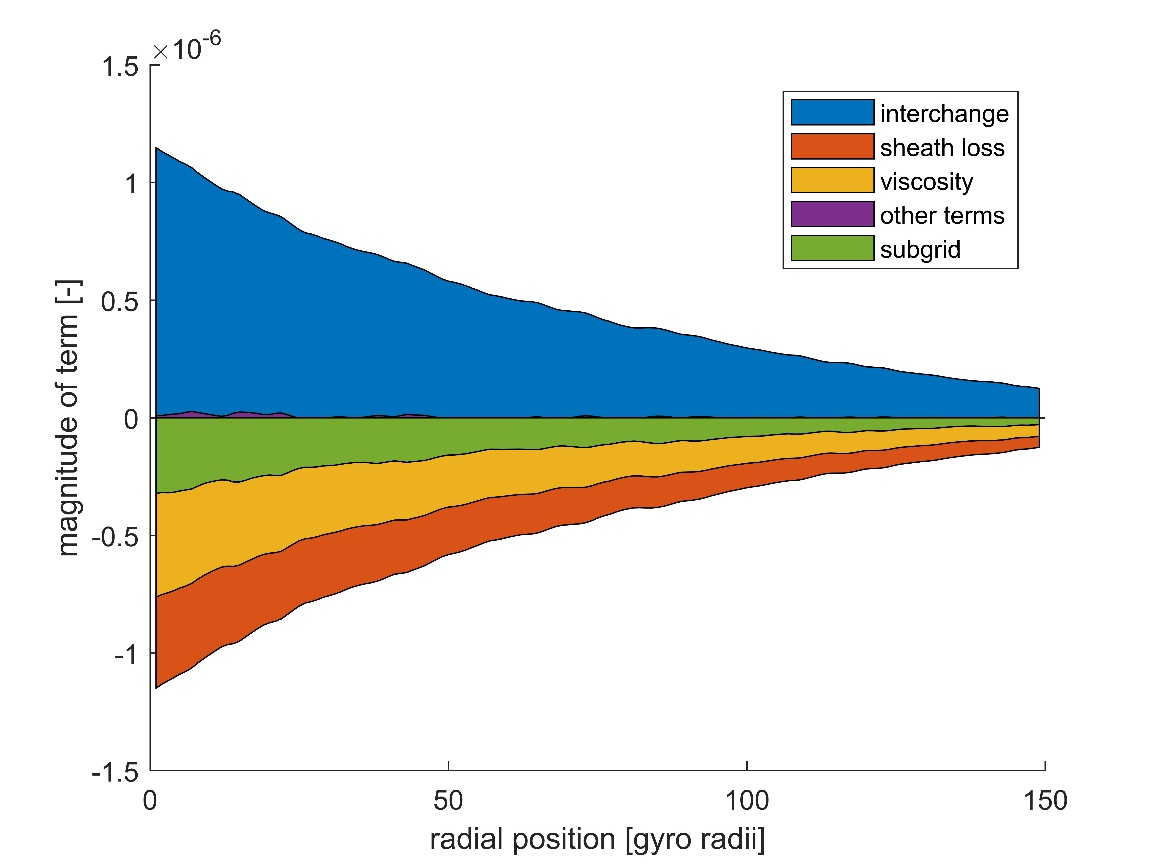 ×10-6
1.5
1
0.5
0
-0.5
-1
-1.5
magnitude of term [-]
interchange
sheath loss
viscosity
other terms
subgrid
0 50 100 150
radial position [gyro radii]